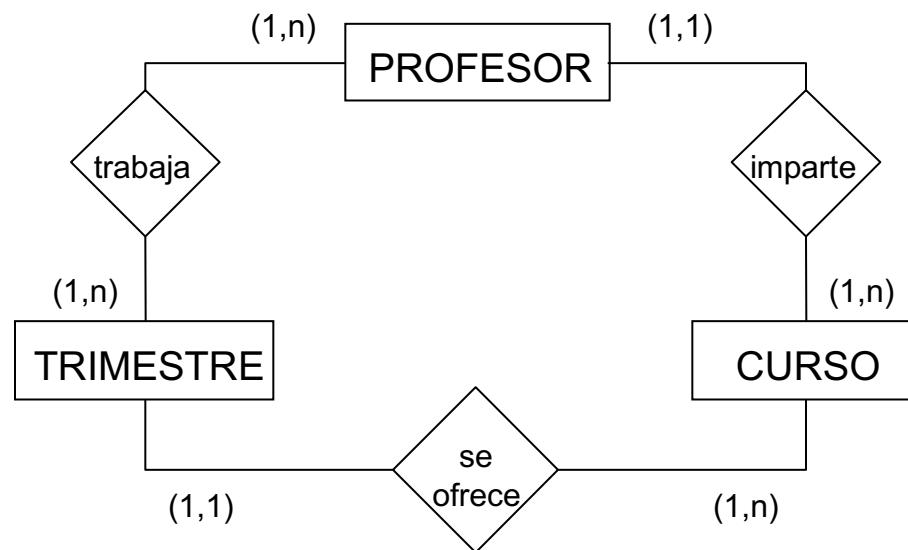 (1,n)
(1,1)
PROFESOR
trabaja
imparte
(1,n)
(1,n)
TRIMESTRE
CURSO
se
ofrece
(1,1)
(1,n)